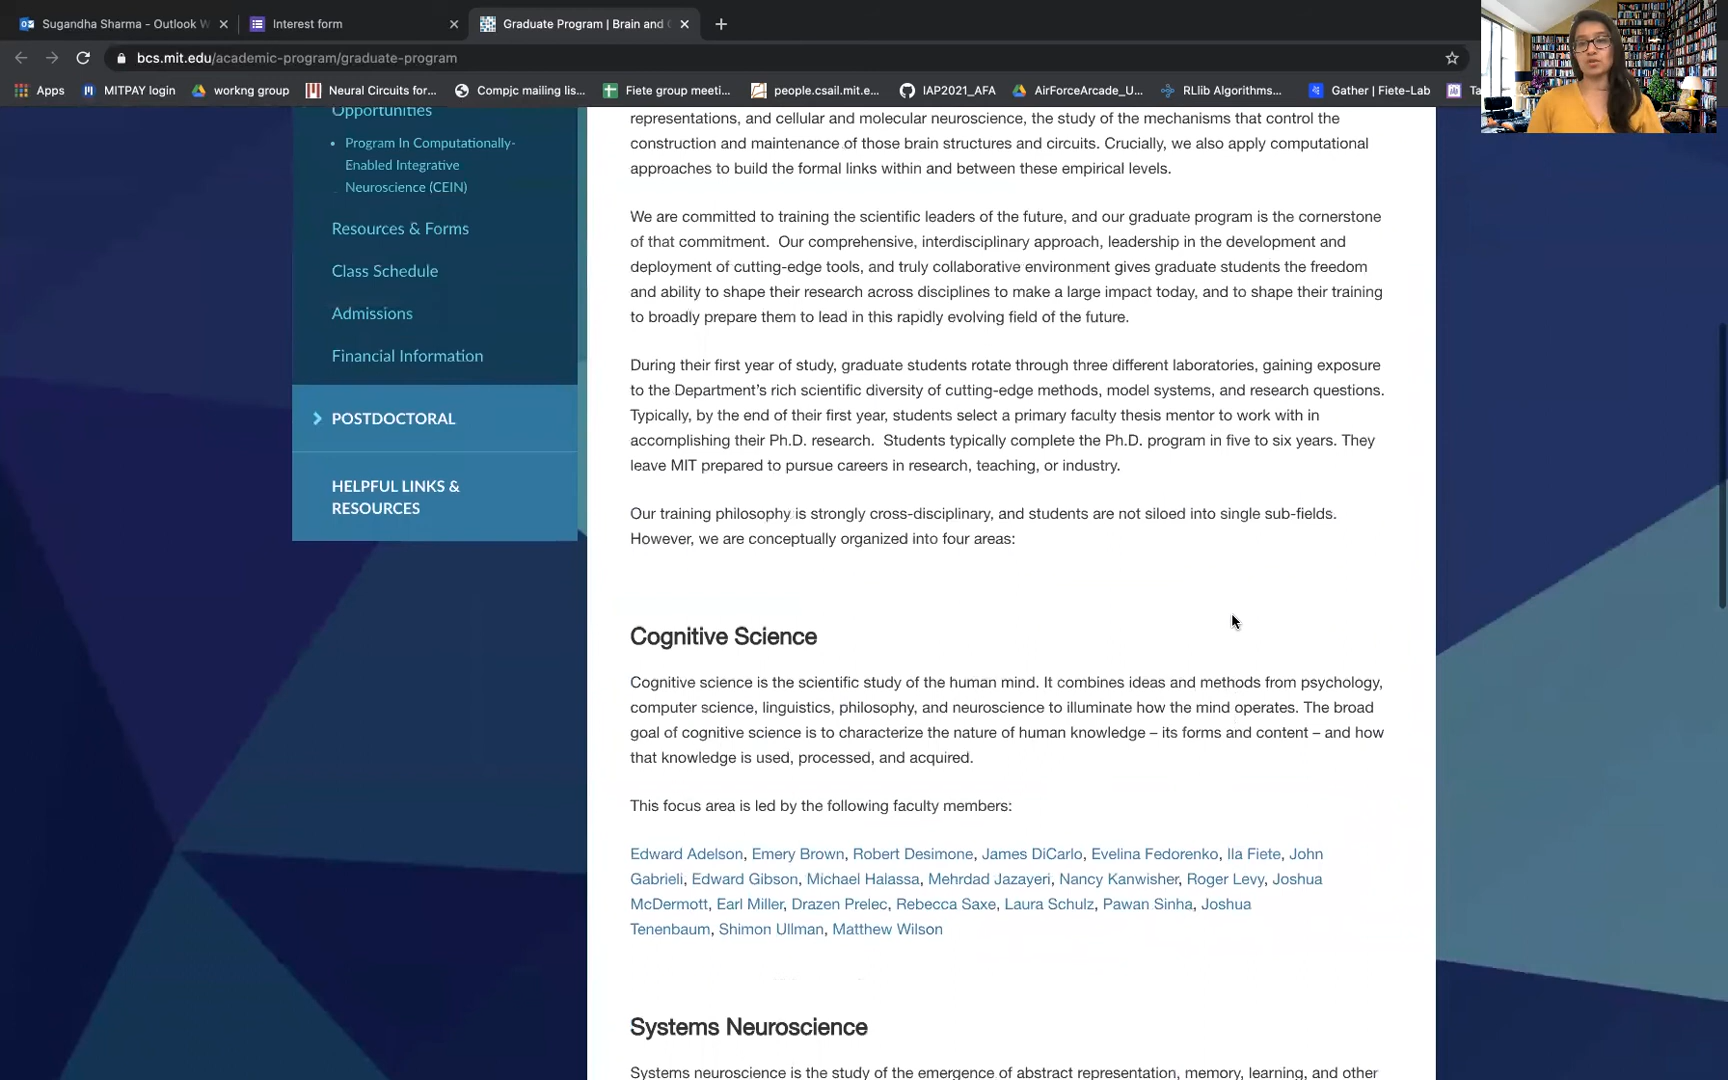 Sugandha Sharma - Outlook W
Interest form
Graduate Program | Brain and C
bcs.mit.edu/academic-program/graduate-program
Apps
MITPAY login
workng group
Neural Circuits for...
Compjc mailing lis...
Fiete group meeti...
people.csail.mit.e...
IAP2021_AFA
AirForceArcade_U...
RLlib Algorithms...
Gather | Fiete-Lab
Ta
Opportunities
Program In Computationally-
Enabled Integrative
Neuroscience (CEIN)
Resources & Forms
Class Schedule
Admissions
Financial Information
POSTDOCTORAL
HELPFUL LINKS &
RESOURCES
representations, and cellular and molecular neuroscience, the study of the mechanisms that control the
construction and maintenance of those brain structures and circuits. Crucially, we also apply computational
approaches to build the formal links within and between these empirical levels.
We are committed to training the scientific leaders of the future, and our graduate program is the cornerstone
of that commitment.  Our comprehensive, interdisciplinary approach, leadership in the development and
deployment of cutting-edge tools, and truly collaborative environment gives graduate students the freedom
and ability to shape their research across disciplines to make a large impact today, and to shape their training
to broadly prepare them to lead in this rapidly evolving field of the future.
During their first year of study, graduate students rotate through three different laboratories, gaining exposure
to the Department's rich scientific diversity of cutting-edge methods, model systems, and research questions.
Typically, by the end of their first year, students select a primary faculty thesis mentor to work with in
accomplishing their Ph.D. research.  Students typically complete the Ph.D. program in five to six years. They
leave MIT prepared to pursue careers in research, teaching, or industry.
Our training philosophy is strongly cross-disciplinary, and students are not siloed into single sub-fields.
However, we are conceptually organized into four areas:
Cognitive Science
Cognitive science is the scientific study of the human mind. It combines ideas and methods from psychology,
computer science, linguistics, philosophy, and neuroscience to illuminate how the mind operates. The broad
goal of cognitive science is to characterize the nature of human knowledge – its forms and content – and how
that knowledge is used, processed, and acquired.
This focus area is led by the following faculty members:
Edward Adelson, Emery Brown, Robert Desimone, James DiCarlo, Evelina Fedorenko, Ila Fiete, John
Gabrieli, Edward Gibson, Michael Halassa, Mehrdad Jazayeri, Nancy Kanwisher, Roger Levy, Joshua
McDermott, Earl Miller, Drazen Prelec, Rebecca Saxe, Laura Schulz, Pawan Sinha, Joshua
Tenenbaum, Shimon Ullman, Matthew Wilson
Systems Neuroscience
Systems neuroscience is the study of the emergence of abstract representation, memory, learning, and other